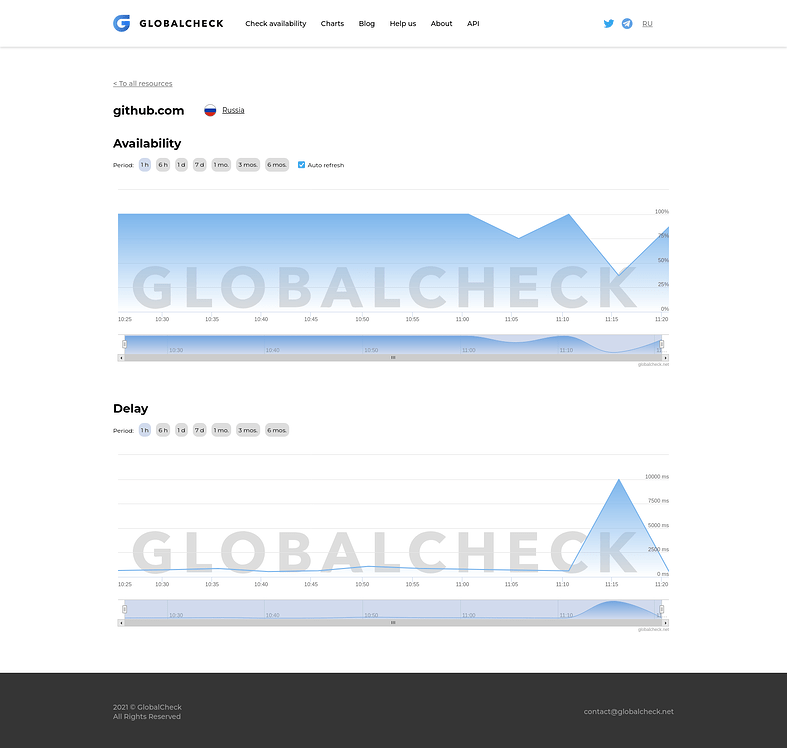 GLOBALCHECK
Check availability Charts Blog Help us About API
RU
< To all resources
github.com Russia
Availability
Period: 1 h 6 h 1 d 7 d 1 mo. 3 mos. 6 mos. Auto refresh
100%
75%
50%
25%
0%
GLOBALCHECK
10:25 10:30 10:35 10:40 10:45 10:50 10:55 11:00 11:05 11:10 11:15 11:20
10:30 10:40 10:50 11:00 11:10
globalcheck.net
Delay
Period: 1 h 6 h 1 d 7 d 1 mo. 3 mos. 6 mos.
10000 ms
7500 ms
5000 ms
2500 ms
0 ms
GLOBALCHECK
10:25 10:30 10:35 10:40 10:45 10:50 10:55 11:00 11:05 11:10 11:15 11:20
10:30 10:40 10:50 11:00 11:10
globalcheck.net
2021 © GlobalCheck
All Rights Reserved
contact@globalcheck.net